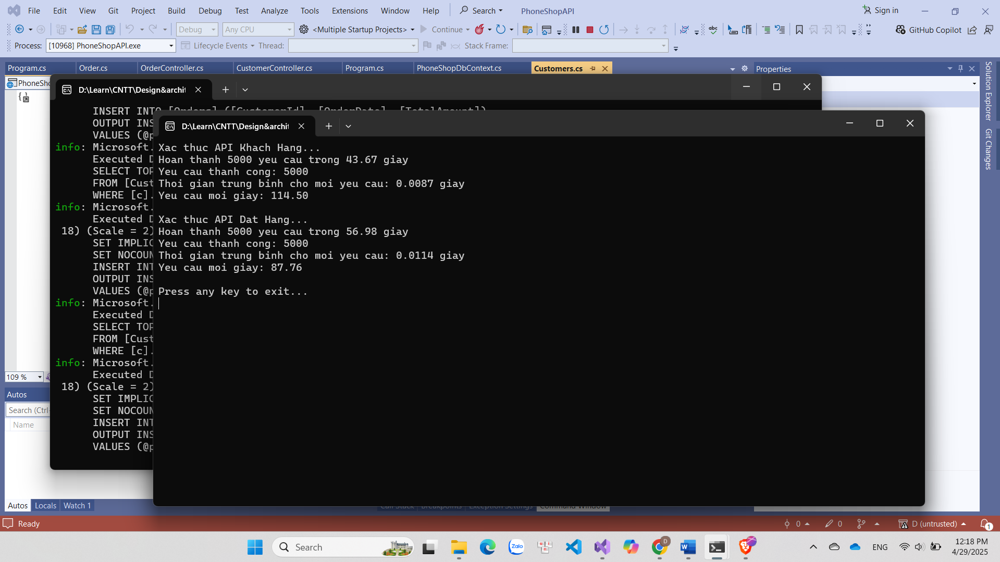 File Edit View Git Project Build Debug Test Analyze Tools Extensions Window Help Search PhoneShopAPI Sign in
Debug Any CPU <Multiple Startup Projects> Continue GitHub Copilot
Process: [10968] PhoneShopAPI.exe Lifecycle Events Thread: Stack Frame:
Program.cs Order.cs OrderController.cs CustomerController.cs Program.cs PhoneShopDbContext.cs Customers.cs Properties
Solution Explorer
Git Changes
D:\Learn\CNTT\Design&archit
INSERT INTO [Orders] ([CustomerId], [OrderDate], [TotalAmount])
OUTPUT INS
VALUES (@p
info: Microsoft.
Executed D
SELECT TOP
FROM [Cust
WHERE [c].
info: Microsoft.
Executed D
18) (Scale = 2)
SET IMPLIC
SET NOCOUN
INSERT INT
OUTPUT INS
VALUES (@p
info: Microsoft.
Executed D
SELECT TOP
FROM [Cust
WHERE [c].
info: Microsoft.
Executed D
18) (Scale = 2)
SET IMPLIC
SET NOCOUN
INSERT INT
OUTPUT INS
VALUES (@p
D:\Learn\CNTT\Design&archit
Xac thuc API Khach Hang...
Hoan thanh 5000 yeu cau trong 43.67 giay
Yeu cau thanh cong: 5000
Thoi gian trung binh cho moi yeu cau: 0.0087 giay
Yeu cau moi giay: 114.50
Xac thuc API Dat Hang...
Hoan thanh 5000 yeu cau trong 56.98 giay
Yeu cau thanh cong: 5000
Thoi gian trung binh cho moi yeu cau: 0.0114 giay
Yeu cau moi giay: 87.76
Press any key to exit...
109 %
Autos
Search (Ctrl
Name
Autos Locals Watch 1 Call Stack Breakpoints Exception Settings Command Window
Ready 0 0 D (untrusted) 1
Search Zalo ENG 12:18 PM
4/29/2025